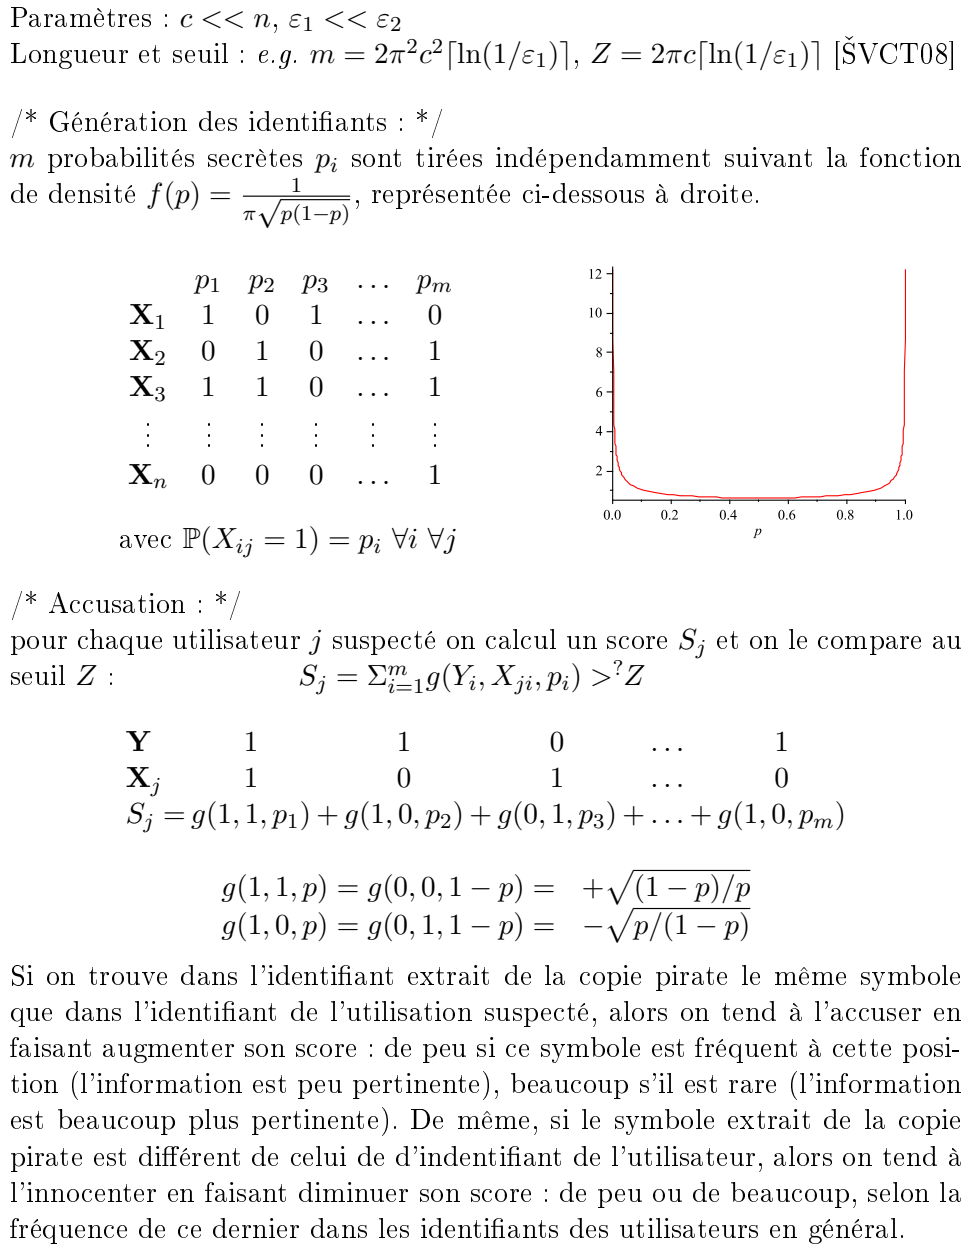 Paramètres : c << n, ε₁ << ε₂
Longueur et seuil : e.g. m = 2π²c²⌈ln(1/ε₁)⌉, Z = 2πc⌈ln(1/ε₁)⌉ [ŠVCT08]
/* Génération des identifiants : */
m probabilités secrètes pᵢ sont tirées indépendamment suivant la fonction
de densité f(p) = 1/(π√(p(1−p))), représentée ci-dessous à droite.
p₁ p₂ p₃ … pₘ
X₁ 1 0 1 … 0
X₂ 0 1 0 … 1
X₃ 1 1 0 … 1
⋮ ⋮ ⋮ ⋮ ⋮ ⋮
Xₙ 0 0 0 … 1
avec ℙ(Xᵢⱼ = 1) = pᵢ ∀i ∀j
12
10
8
6
4
2
0.0 0.2 0.4 0.6 0.8 1.0
p
/* Accusation : */
pour chaque utilisateur j suspecté on calcul un score Sⱼ et on le compare au
seuil Z : Sⱼ = Σᵢ₌₁ᵐ g(Yᵢ, Xⱼᵢ, pᵢ) >? Z
Y 1 1 0 … 1
Xⱼ 1 0 1 … 0
Sⱼ = g(1, 1, p₁) + g(1, 0, p₂) + g(0, 1, p₃) + … + g(1, 0, pₘ)
g(1, 1, p) = g(0, 0, 1 − p) = +√((1 − p)/p)
g(1, 0, p) = g(0, 1, 1 − p) = −√(p/(1 − p))
Si on trouve dans l'identifiant extrait de la copie pirate le même symbole
que dans l'identifiant de l'utilisation suspecté, alors on tend à l'accuser en
faisant augmenter son score : de peu si ce symbole est fréquent à cette posi-
tion (l'information est peu pertinente), beaucoup s'il est rare (l'information
est beaucoup plus pertinente). De même, si le symbole extrait de la copie
pirate est différent de celui de d'indentifiant de l'utilisateur, alors on tend à
l'innocenter en faisant diminuer son score : de peu ou de beaucoup, selon la
fréquence de ce dernier dans les identifiants des utilisateurs en général.